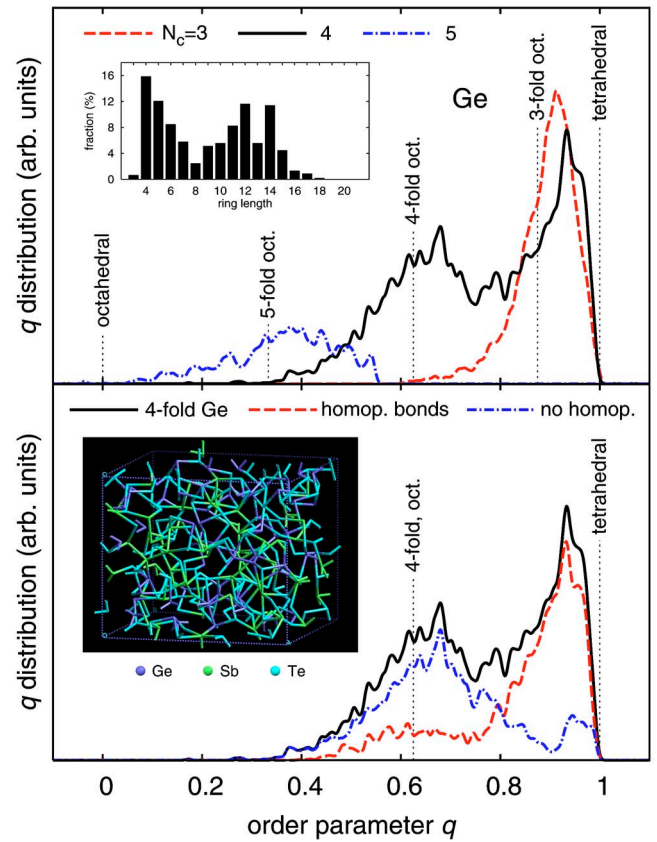 N_c=3 4 5
q distribution (arb. units)
Ge
fraction (%)
16
12
8
4
0
4 6 8 10 12 14 16 18 20
ring length
octahedral
5-fold oct.
4-fold oct.
3-fold oct.
tetrahedral
4-fold Ge homop. bonds no homop.
q distribution (arb. units)
4-fold, oct.
tetrahedral
Ge Sb Te
0 0.2 0.4 0.6 0.8 1
order parameter q